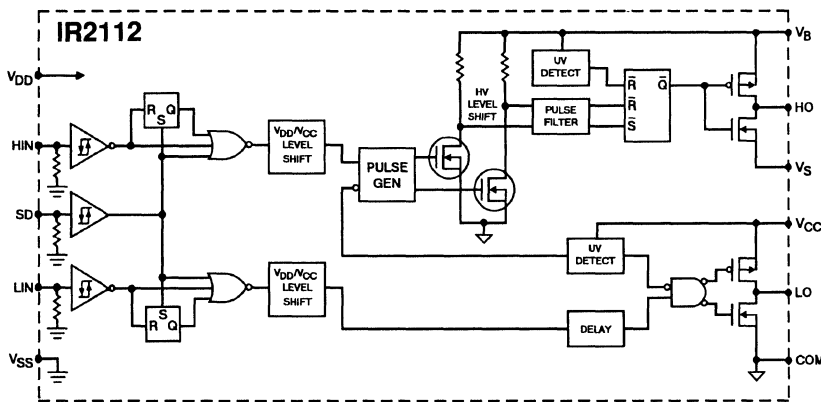 IR2112
VB
UV
DETECT
VDD
R Q
S
HV
LEVEL
SHIFT
R̅ Q̅
R̅
S̅
PULSE
FILTER
HO
HIN
VDD/VCC
LEVEL
SHIFT
PULSE
GEN
VS
SD
VCC
UV
DETECT
LIN
VDD/VCC
LEVEL
SHIFT
LO
S
R Q
DELAY
VSS
COM